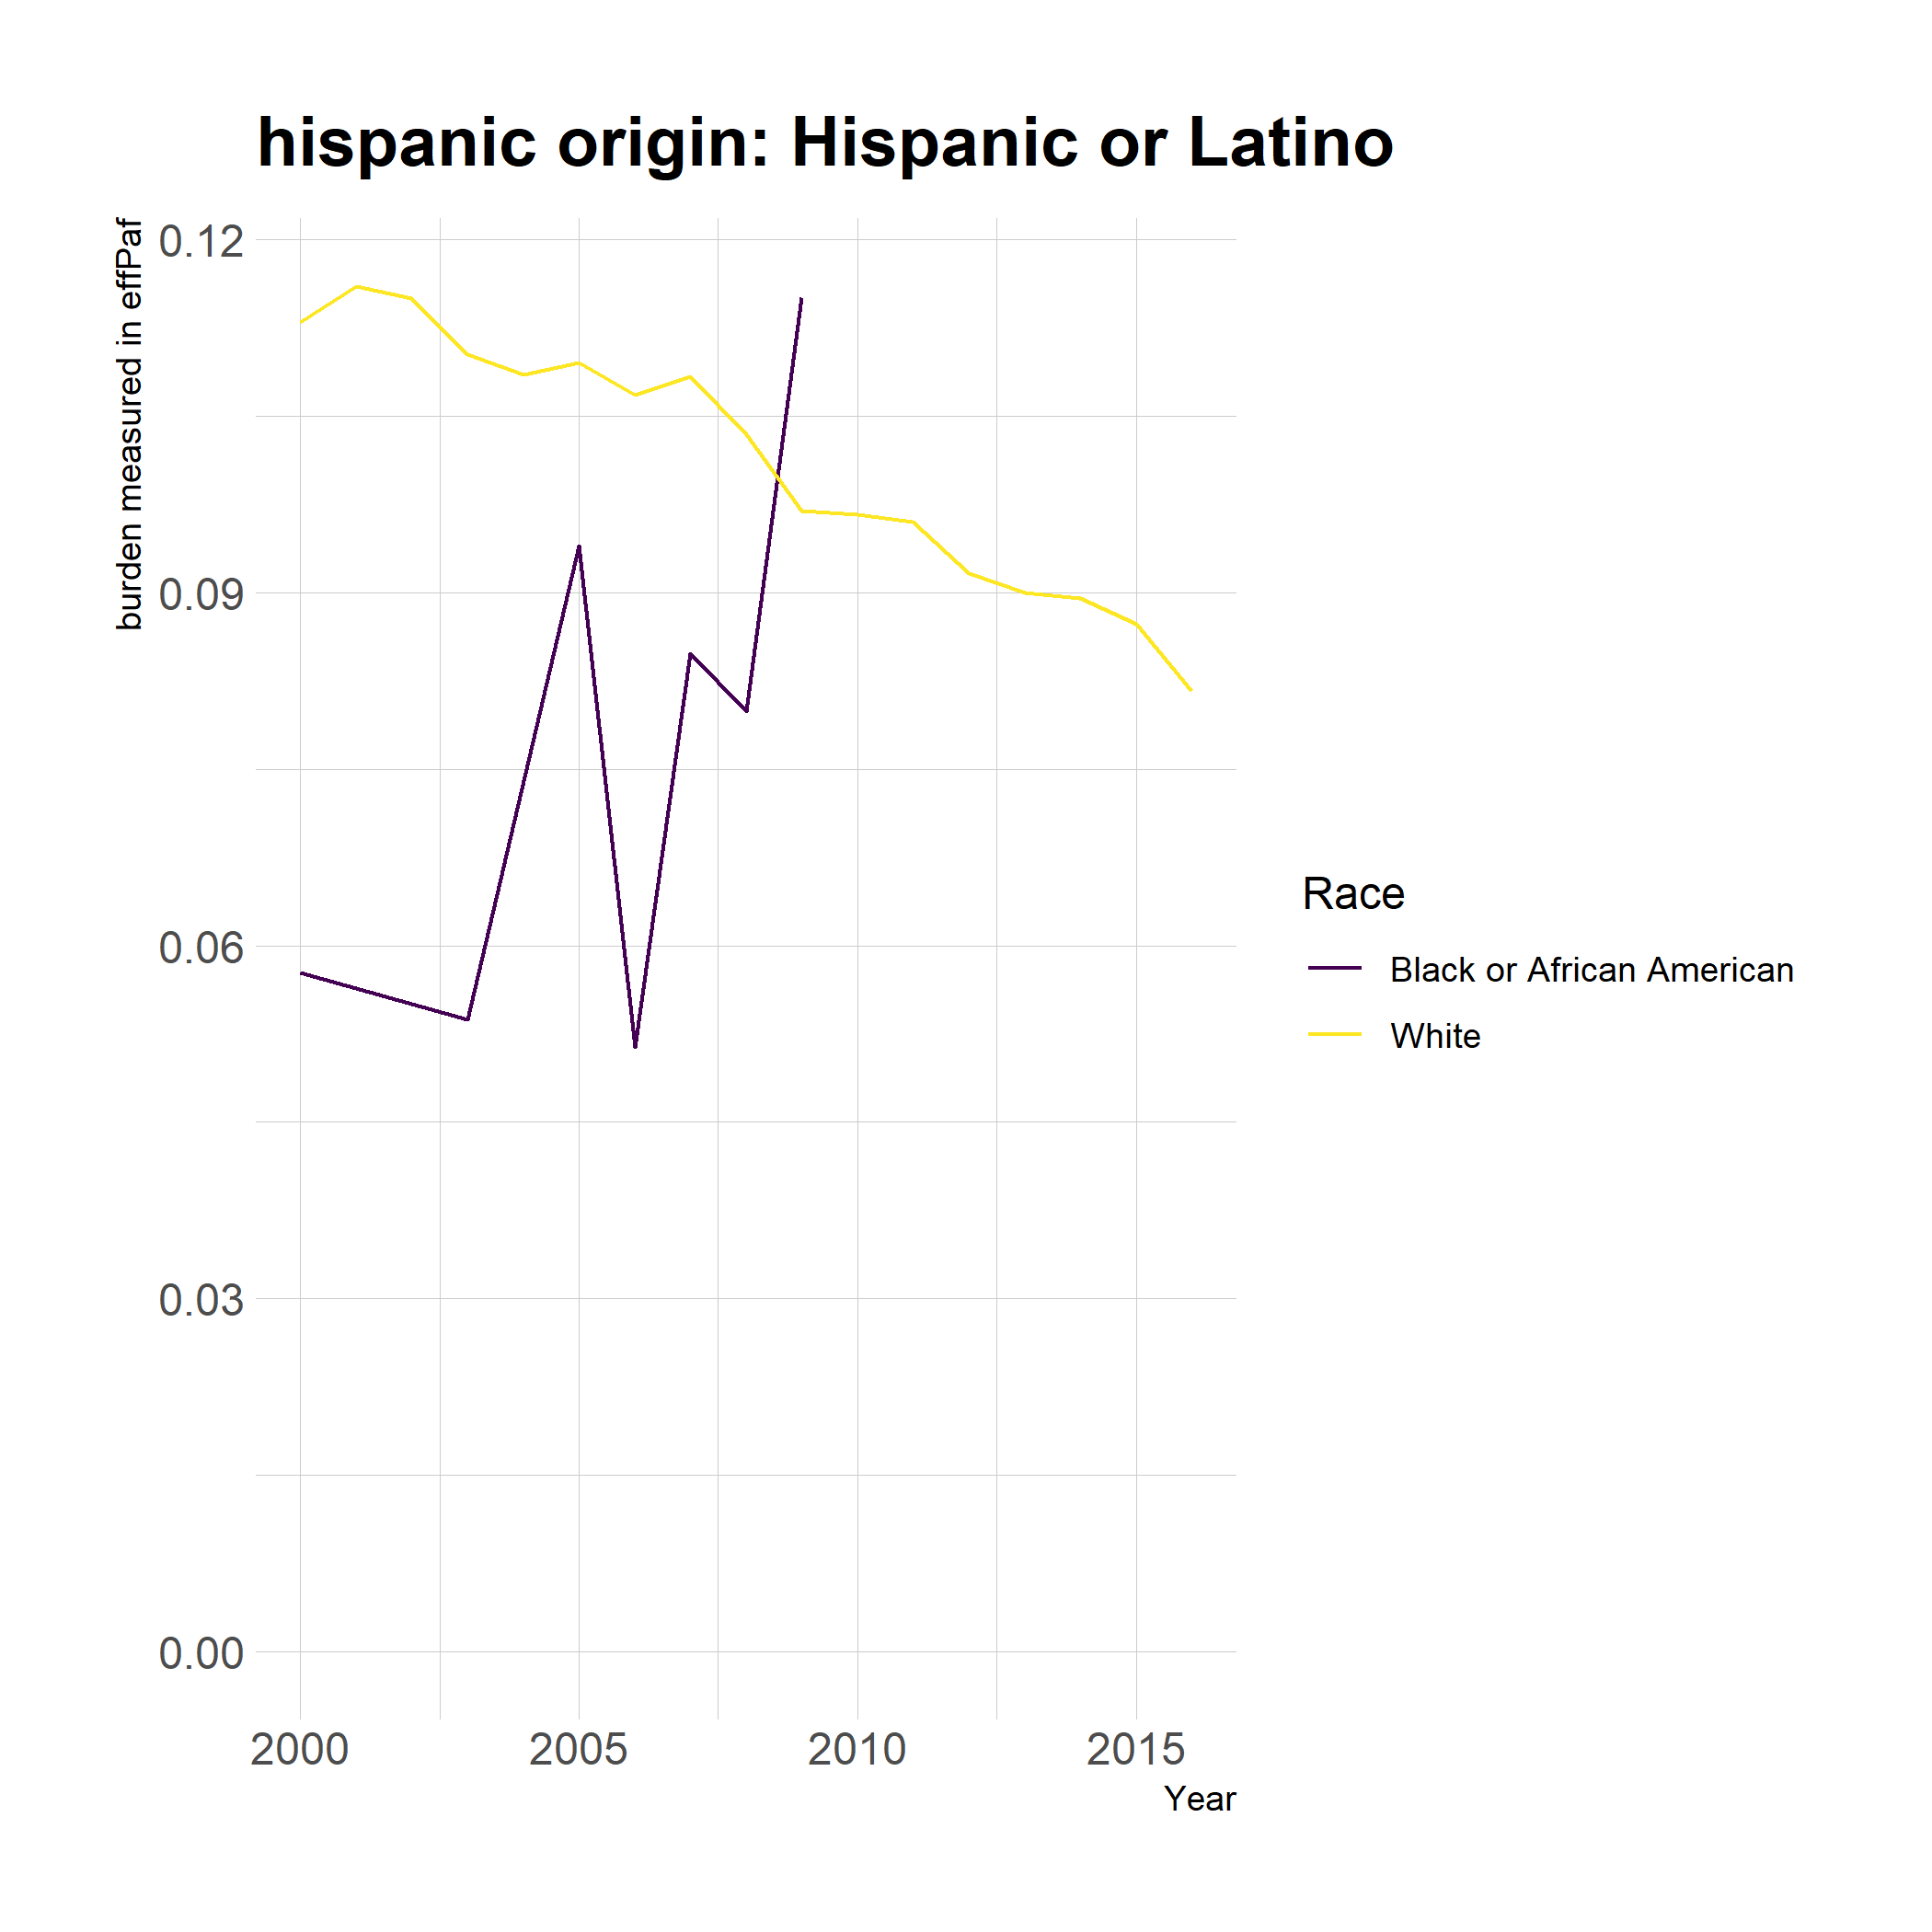 hispanic origin: Hispanic or Latino
burden measured in effPaf
0.12
0.09
0.06
0.03
0.00
2000
2005
2010
2015
Year
Race
Black or African American
White